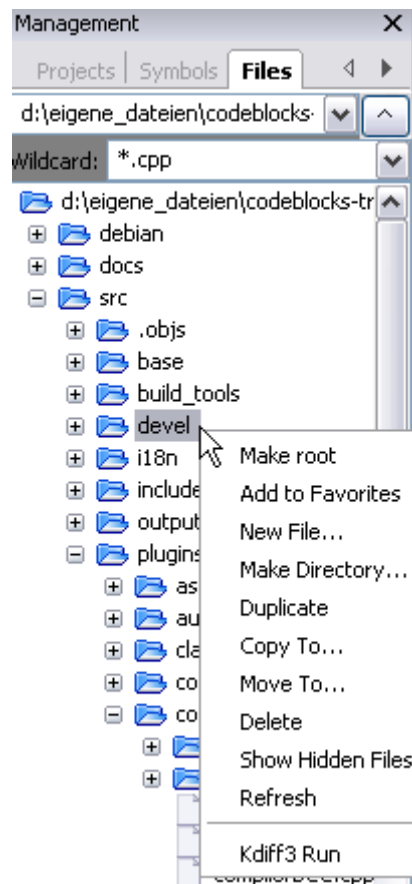 Management
Projects Symbols Files
d:\eigene_dateien\codeblocks-
Wildcard: *.cpp
d:\eigene_dateien\codeblocks-tr
debian
docs
src
.objs
base
build_tools
devel
i18n
include
output
plugins
as
au
cla
co
co
Make root
Add to Favorites
New File...
Make Directory...
Duplicate
Copy To...
Move To...
Delete
Show Hidden Files
Refresh
Kdiff3 Run